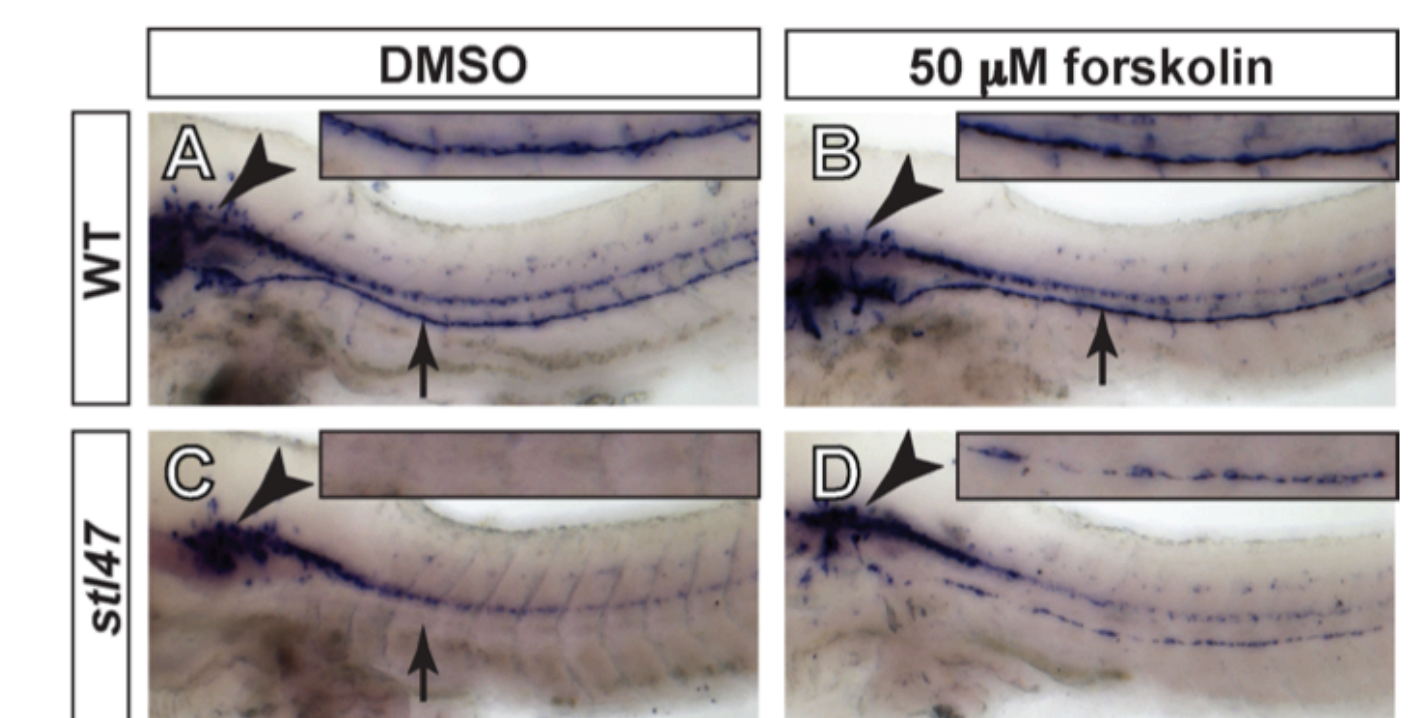 DMSO
50 μM forskolin
WT
A
B
stl47
C
D